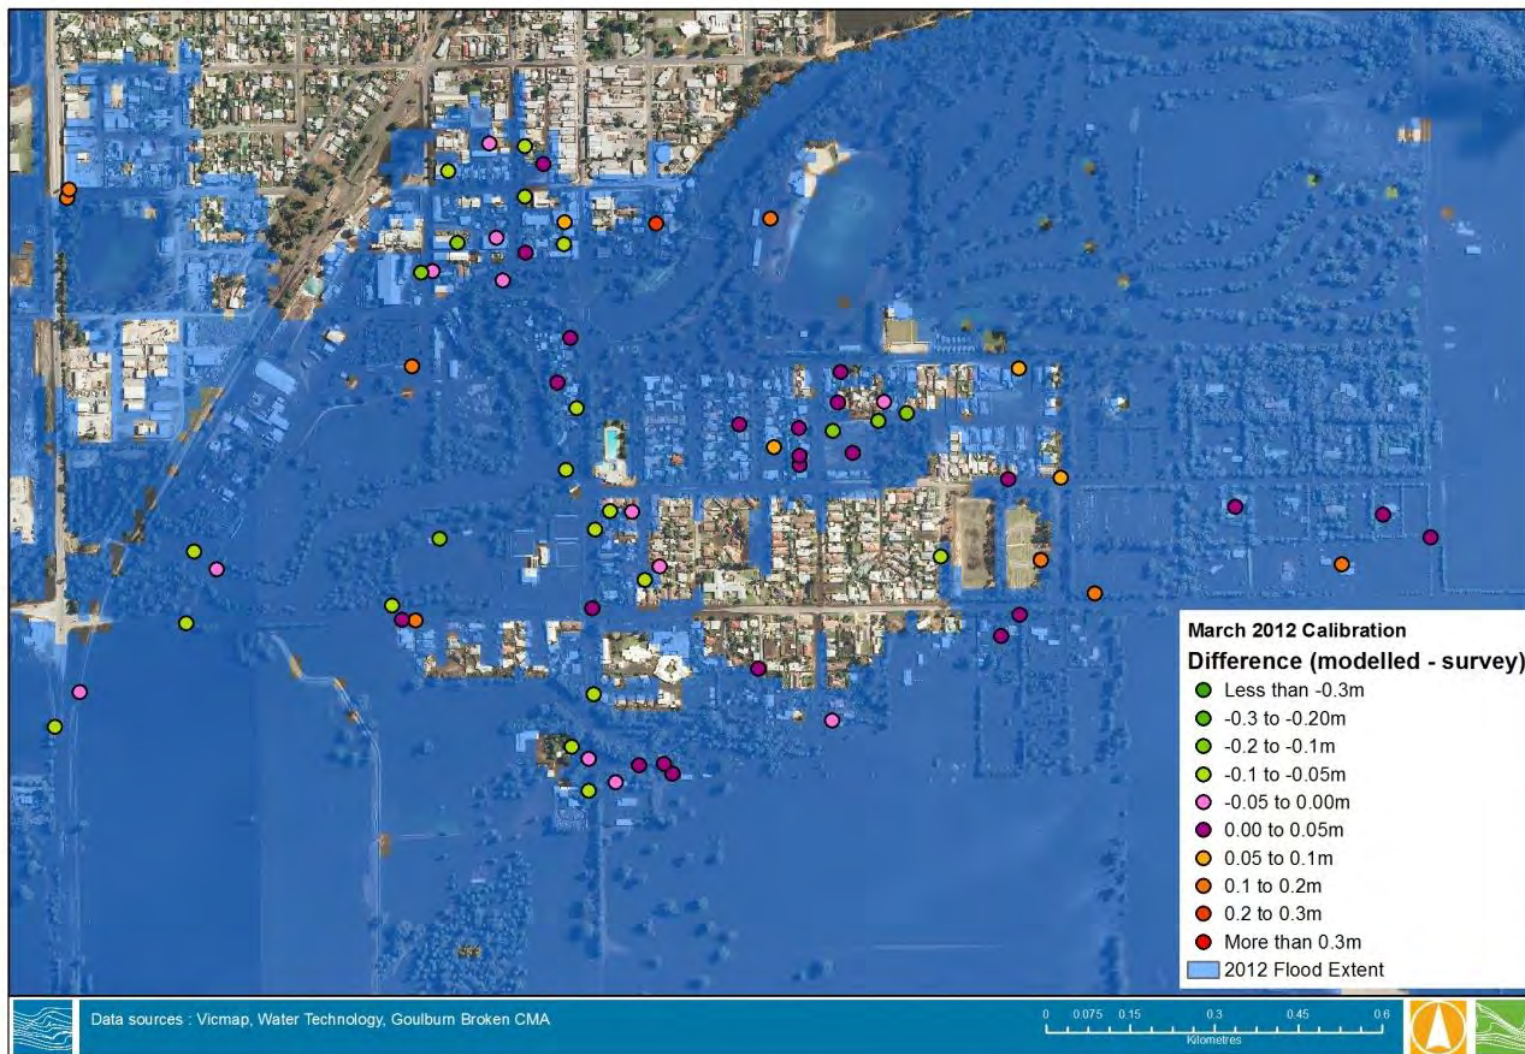 March 2012 Calibration
Difference (modelled - survey)
Less than -0.3m
-0.3 to -0.20m
-0.2 to -0.1m
-0.1 to -0.05m
-0.05 to 0.00m
0.00 to 0.05m
0.05 to 0.1m
0.1 to 0.2m
0.2 to 0.3m
More than 0.3m
2012 Flood Extent
Data sources : Vicmap, Water Technology, Goulburn Broken CMA
0 0.075 0.15 0.3 0.45 0.6
Kilometres